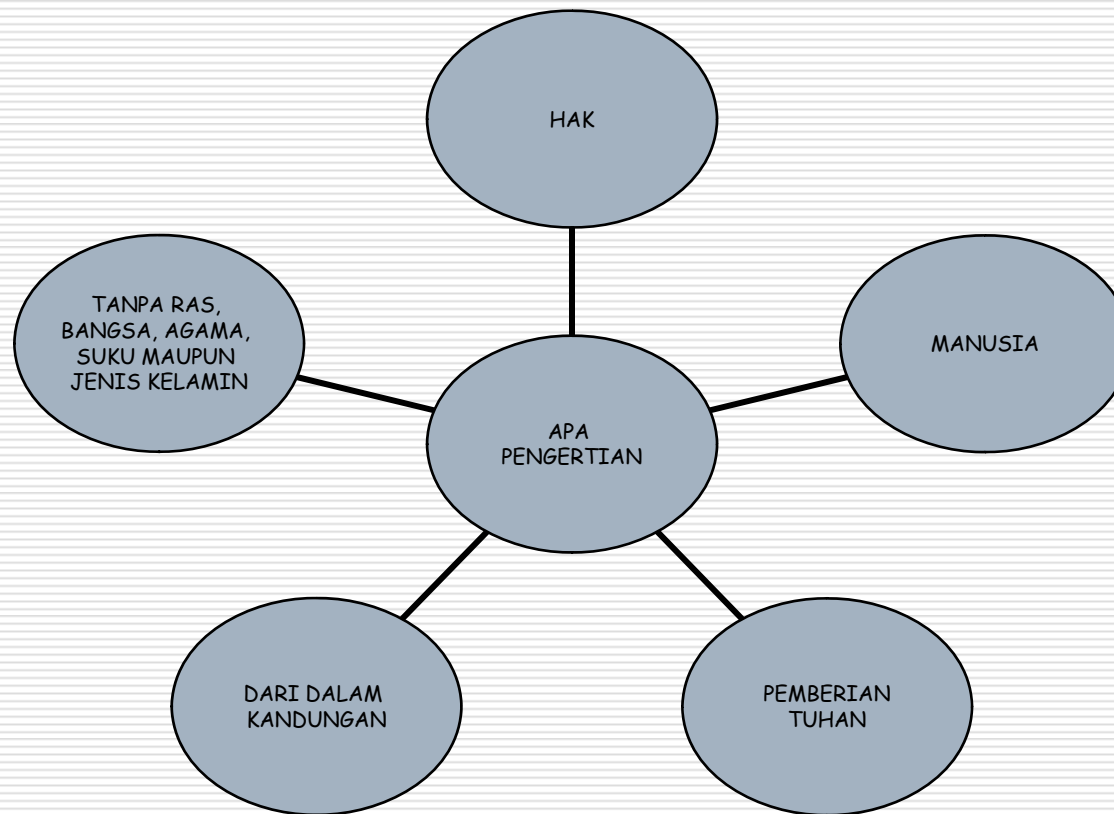 HAK
TANPA RAS,
BANGSA, AGAMA,
SUKU MAUPUN
JENIS KELAMIN
MANUSIA
APA
PENGERTIAN
DARI DALAM
KANDUNGAN
PEMBERIAN
TUHAN